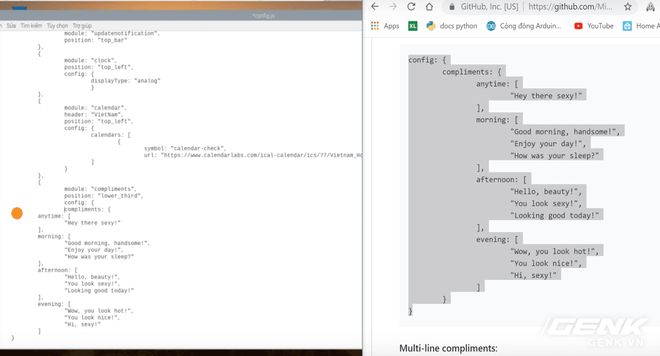 *config.js
Sửa Tìm kiếm Tùy chọn Trợ giúp
module: "updatenotification",
position: "top_bar"
},
{
module: "clock",
position: "top_left",
config: {
displayType: "analog"
}
},
{
module: "calendar",
header: "VietNam",
position: "top_left",
config: {
calendars: [
{
symbol: "calendar-check",
url: "https://www.calendarlabs.com/ical-calendar/ics/77/Vietnam_Ho
]
}
},
{
module: "compliments",
position: "lower_third",
config: {
compliments: {
anytime: [
"Hey there sexy!"
],
morning: [
"Good morning, handsome!",
"Enjoy your day!",
"How was your sleep?"
],
afternoon: [
"Hello, beauty!",
"You look sexy!",
"Looking good today!"
],
evening: [
"Wow, you look hot!",
"You look nice!",
"Hi, sexy!"
]
}
GitHub, Inc. [US] https://github.com/Mi
Apps XL docs python Cộng đồng Arduin... YouTube Home A
config: {
compliments: {
anytime: [
"Hey there sexy!"
],
morning: [
"Good morning, handsome!",
"Enjoy your day!",
"How was your sleep?"
],
afternoon: [
"Hello, beauty!",
"You look sexy!",
"Looking good today!"
],
evening: [
"Wow, you look hot!",
"You look nice!",
"Hi, sexy!"
]
}
}
Multi-line compliments:
GENK
GENK.VN